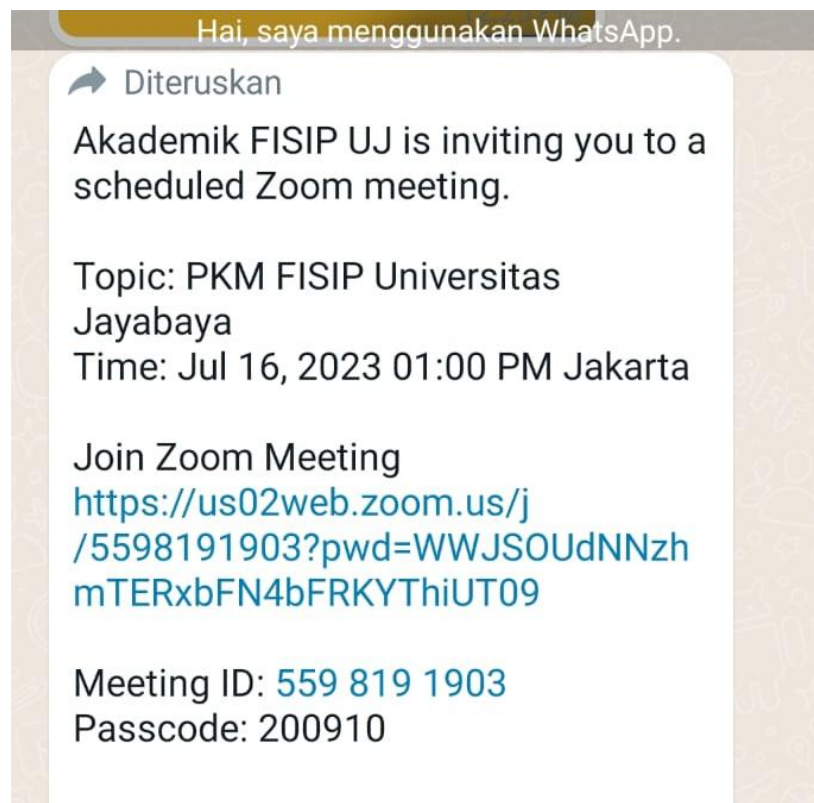 Hai, saya menggunakan WhatsApp.
Diteruskan
Akademik FISIP UJ is inviting you to a
scheduled Zoom meeting.
Topic: PKM FISIP Universitas
Jayabaya
Time: Jul 16, 2023 01:00 PM Jakarta
Join Zoom Meeting
https://us02web.zoom.us/j
/5598191903?pwd=WWJSOUdNNzh
mTERxbFN4bFRKYThiUT09
Meeting ID: 559 819 1903
Passcode: 200910